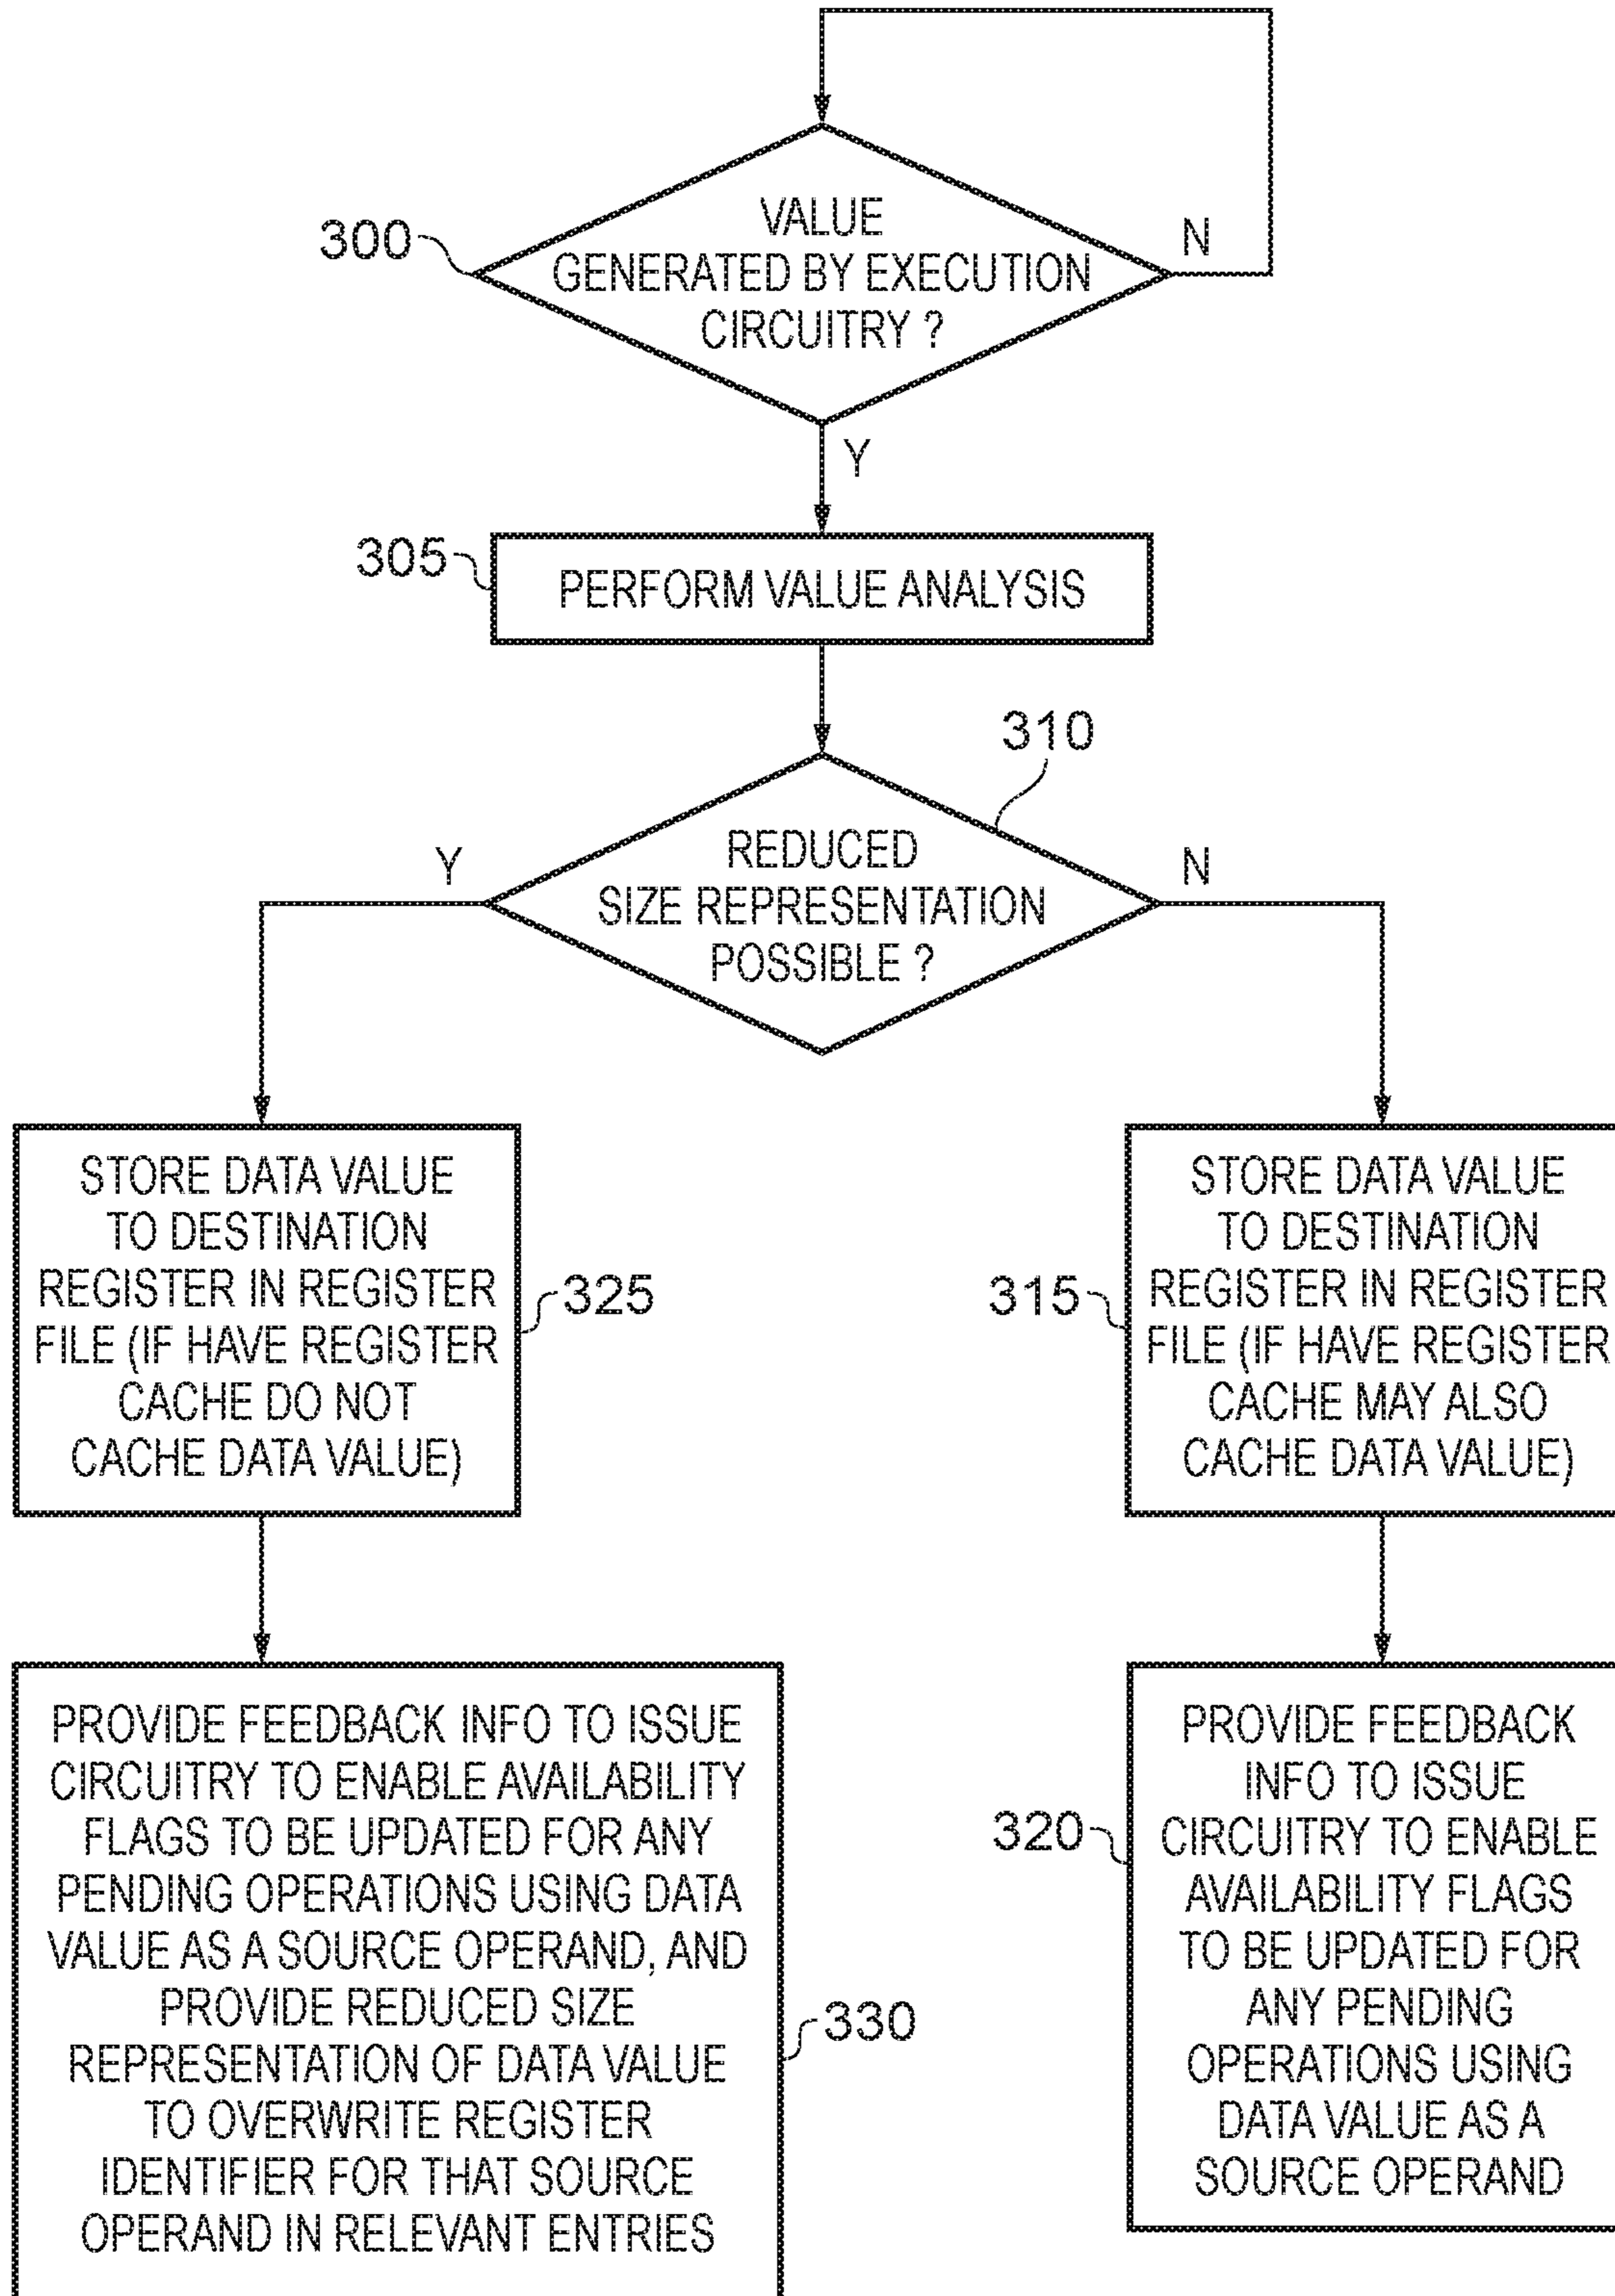 300
VALUE
GENERATED BY EXECUTION
CIRCUITRY ?
N
Y
305
PERFORM VALUE ANALYSIS
310
Y
REDUCED
SIZE REPRESENTATION
POSSIBLE ?
N
STORE DATA VALUE
TO DESTINATION
REGISTER IN REGISTER
FILE (IF HAVE REGISTER
CACHE DO NOT
CACHE DATA VALUE)
325
315
STORE DATA VALUE
TO DESTINATION
REGISTER IN REGISTER
FILE (IF HAVE REGISTER
CACHE MAY ALSO
CACHE DATA VALUE)
PROVIDE FEEDBACK INFO TO ISSUE
CIRCUITRY TO ENABLE AVAILABILITY
FLAGS TO BE UPDATED FOR ANY
PENDING OPERATIONS USING DATA
VALUE AS A SOURCE OPERAND, AND
PROVIDE REDUCED SIZE
REPRESENTATION OF DATA VALUE
TO OVERWRITE REGISTER
IDENTIFIER FOR THAT SOURCE
OPERAND IN RELEVANT ENTRIES
330
320
PROVIDE FEEDBACK
INFO TO ISSUE
CIRCUITRY TO ENABLE
AVAILABILITY FLAGS
TO BE UPDATED FOR
ANY PENDING
OPERATIONS USING
DATA VALUE AS A
SOURCE OPERAND